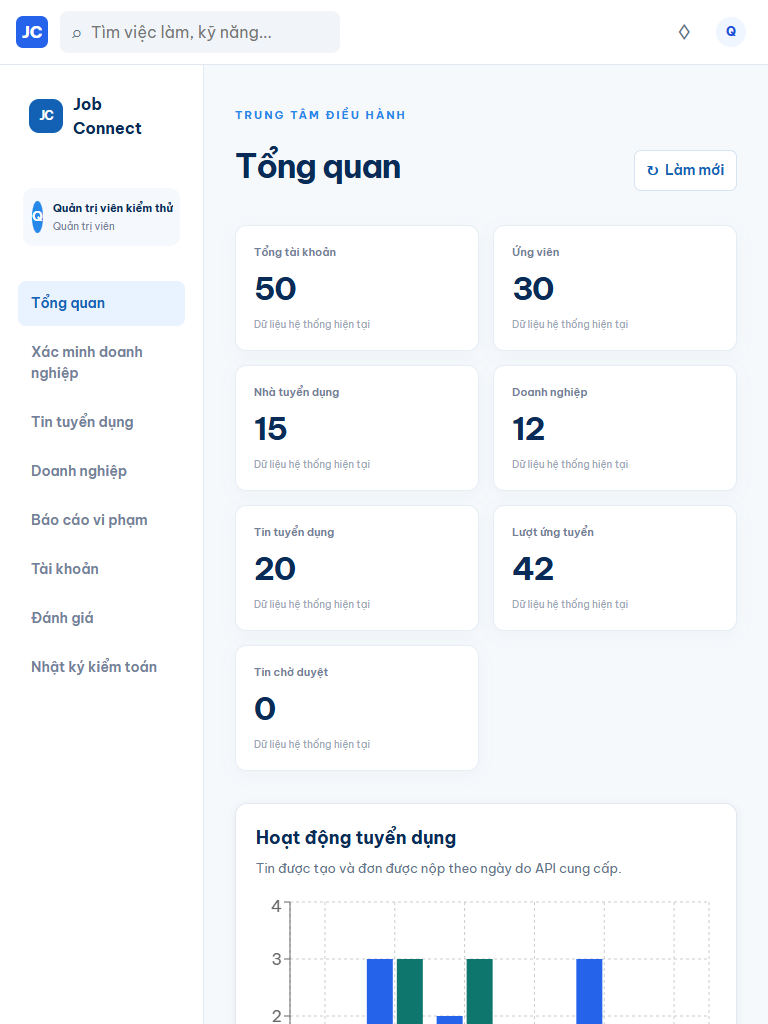 JC
Tìm việc làm, kỹ năng...
Q
JC
Job
Connect
Q
Quản trị viên kiểm thử
Quản trị viên
Tổng quan
Xác minh doanh
nghiệp
Tin tuyển dụng
Doanh nghiệp
Báo cáo vi phạm
Tài khoản
Đánh giá
Nhật ký kiểm toán
TRUNG TÂM ĐIỀU HÀNH
Tổng quan
↻ Làm mới
Tổng tài khoản
50
Dữ liệu hệ thống hiện tại
Ứng viên
30
Dữ liệu hệ thống hiện tại
Nhà tuyển dụng
15
Dữ liệu hệ thống hiện tại
Doanh nghiệp
12
Dữ liệu hệ thống hiện tại
Tin tuyển dụng
20
Dữ liệu hệ thống hiện tại
Lượt ứng tuyển
42
Dữ liệu hệ thống hiện tại
Tin chờ duyệt
0
Dữ liệu hệ thống hiện tại
Hoạt động tuyển dụng
Tin được tạo và đơn được nộp theo ngày do API cung cấp.
4
3
2